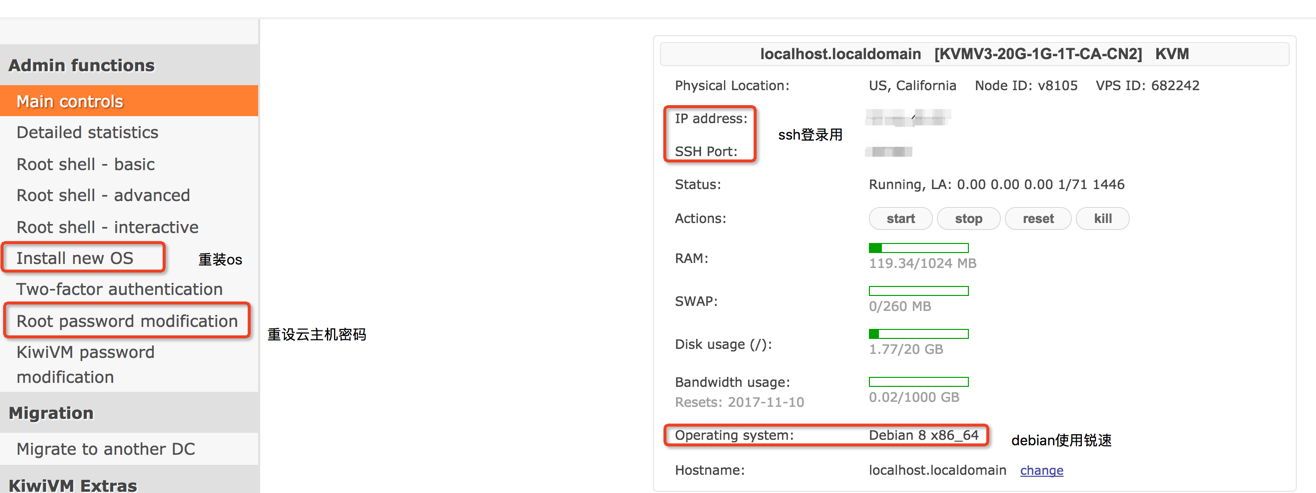 Admin functions
Main controls
Detailed statistics
Root shell - basic
Root shell - advanced
Root shell - interactive
Install new OS 重装os
Two-factor authentication
Root password modification 重设云主机密码
KiwiVM password
modification
Migration
Migrate to another DC
KiwiVM Extras
localhost.localdomain [KVMV3-20G-1G-1T-CA-CN2] KVM
Physical Location: US, California Node ID: v8105 VPS ID: 682242
IP address:
ssh登录用
SSH Port:
Status: Running, LA: 0.00 0.00 0.00 1/71 1446
Actions: start stop reset kill
RAM:
119.34/1024 MB
SWAP:
0/260 MB
Disk usage (/):
1.77/20 GB
Bandwidth usage:
0.02/1000 GB
Resets: 2017-11-10
Operating system: Debian 8 x86_64 debian使用锐速
Hostname: localhost.localdomain change